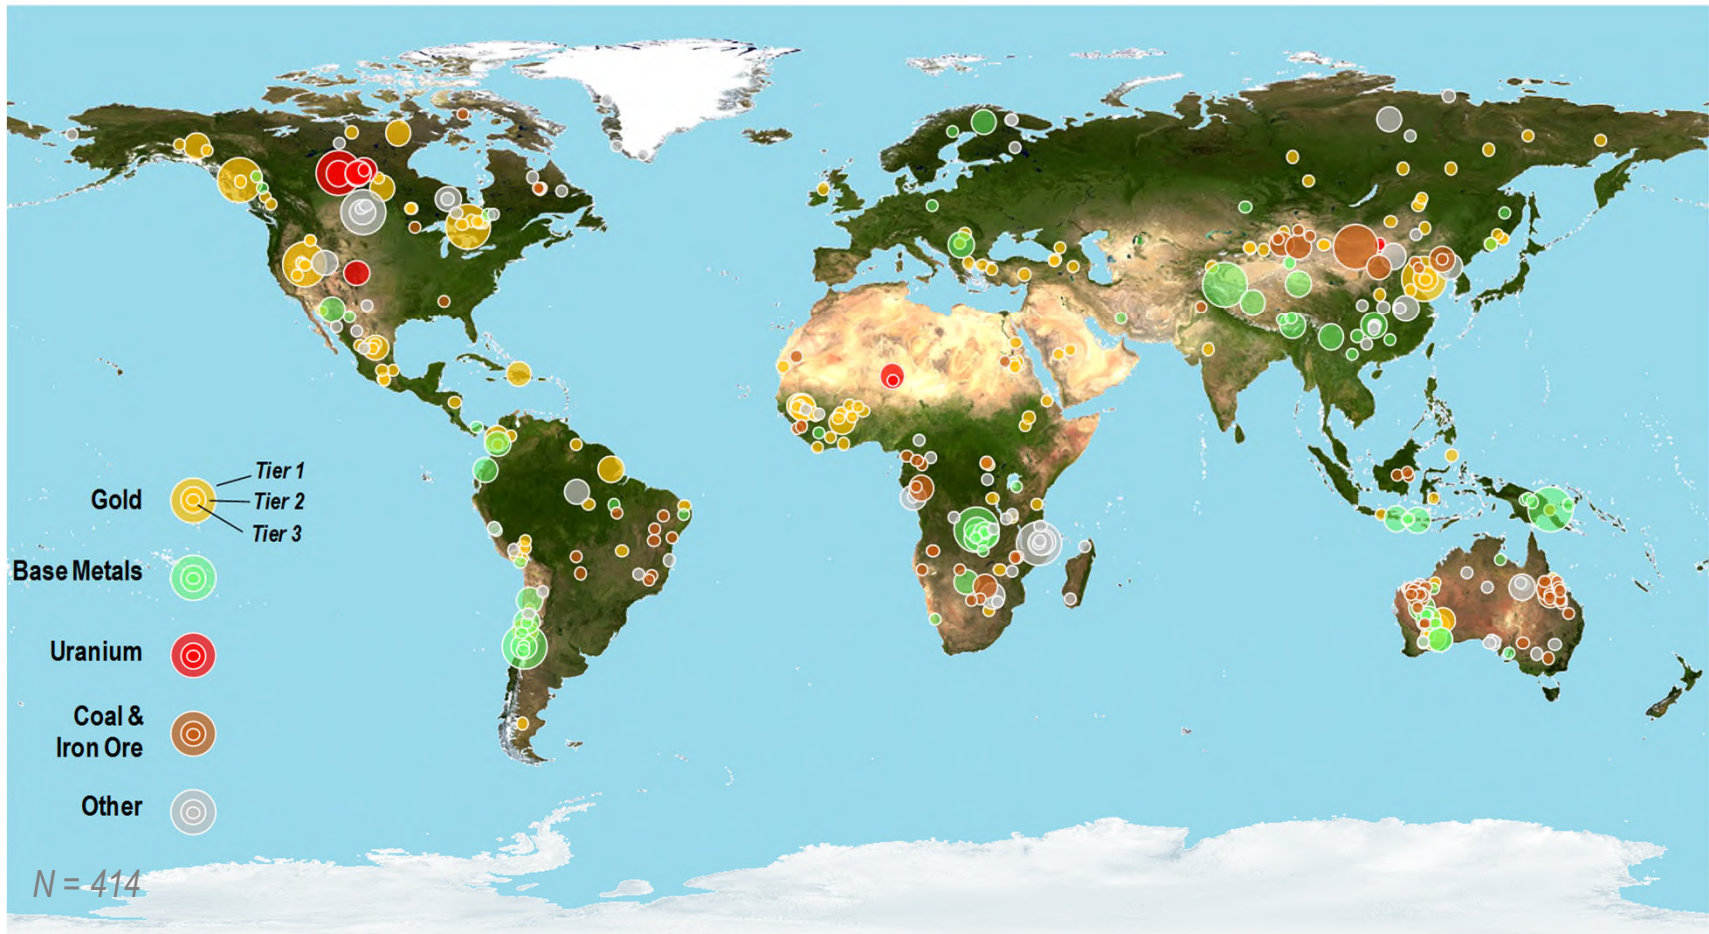 Tier 1
Gold
Tier 2
Tier 3
Base Metals
Uranium
Coal &
Iron Ore
Other
N = 414